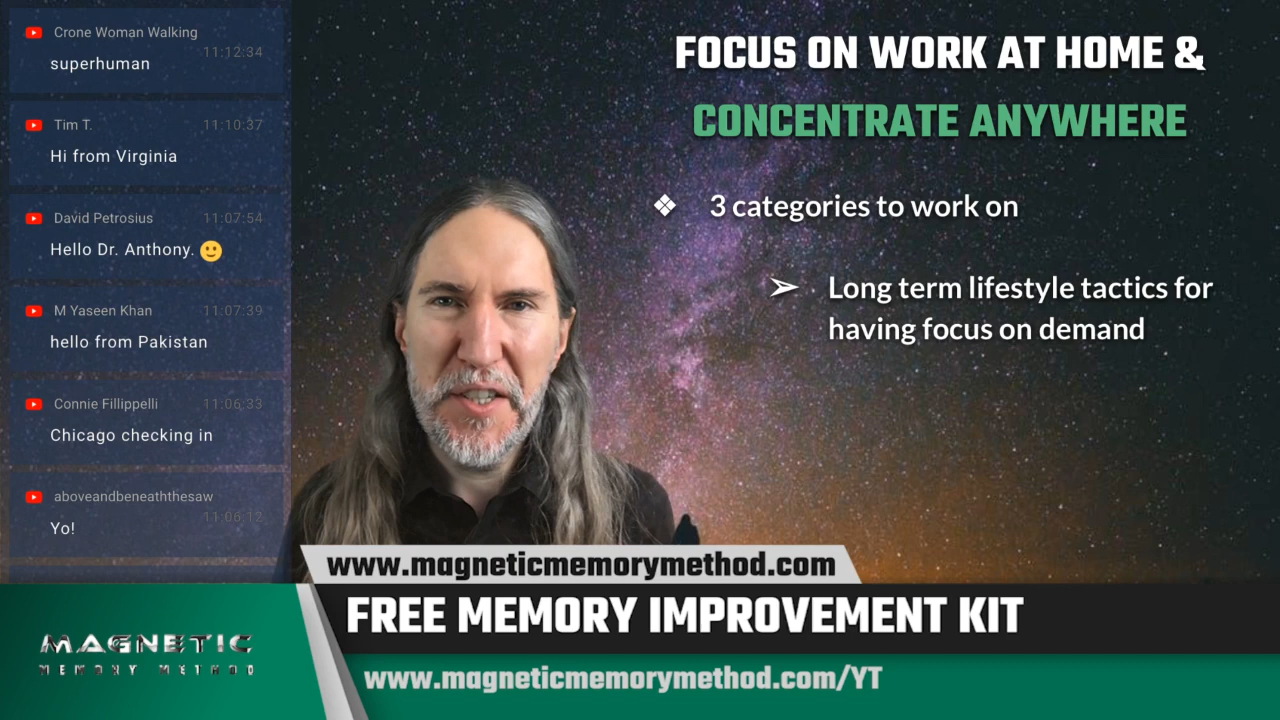 Crone Woman Walking
11:12:34
superhuman
Tim T.
11:10:37
Hi from Virginia
David Petrosius
11:07:54
Hello Dr. Anthony. 🙂
M Yaseen Khan
11:07:39
hello from Pakistan
Connie Fillippelli
11:06:33
Chicago checking in
aboveandbeneaththesaw
11:06:12
Yo!
FOCUS ON WORK AT HOME &
CONCENTRATE ANYWHERE
❖ 3 categories to work on
➢ Long term lifestyle tactics for
having focus on demand
www.magneticmemorymethod.com
FREE MEMORY IMPROVEMENT KIT
www.magneticmemorymethod.com/YT
MAGNETIC
MEMORY METHOD